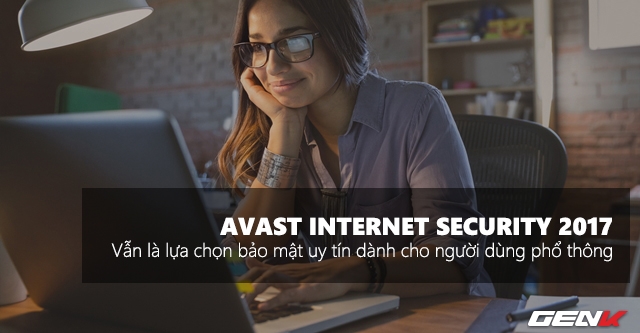 AVAST INTERNET SECURITY 2017
Vẫn là lựa chọn bảo mật uy tín dành cho người dùng phổ thông
GENK